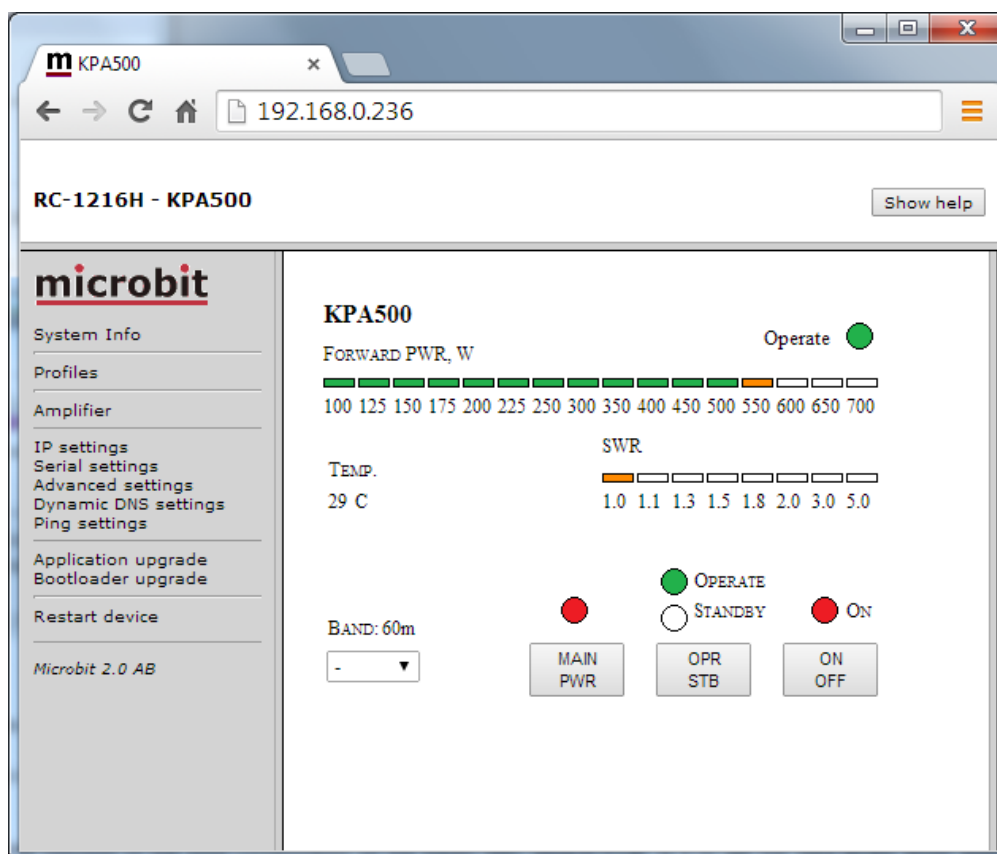 m KPA500 ×
192.168.0.236
RC-1216H - KPA500
Show help
microbit
System Info
Profiles
Amplifier
IP settings
Serial settings
Advanced settings
Dynamic DNS settings
Ping settings
Application upgrade
Bootloader upgrade
Restart device
Microbit 2.0 AB
KPA500
Operate
FORWARD PWR, W
100 125 150 175 200 225 250 300 350 400 450 500 550 600 650 700
SWR
TEMP.
29 C
1.0 1.1 1.3 1.5 1.8 2.0 3.0 5.0
OPERATE
STANDBY
ON
BAND: 60m
-
MAIN
PWR
OPR
STB
ON
OFF